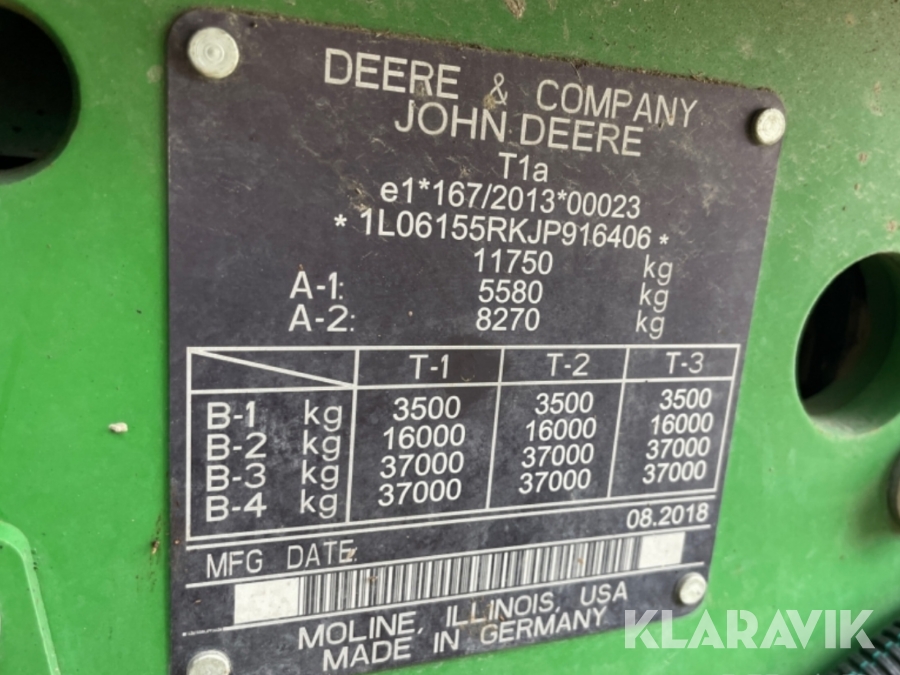 DEERE & COMPANY
JOHN DEERE
T1a
e1*167/2013*00023
* 1L06155RKJP916406 *
11750 kg
A-1: 5580 kg
A-2: 8270 kg
T-1 T-2 T-3
B-1 kg 3500 3500 3500
B-2 kg 16000 16000 16000
B-3 kg 37000 37000 37000
B-4 kg 37000 37000 37000
08.2018
MFG DATE
MOLINE, ILLINOIS, USA
MADE IN GERMANY
KLARAVIK